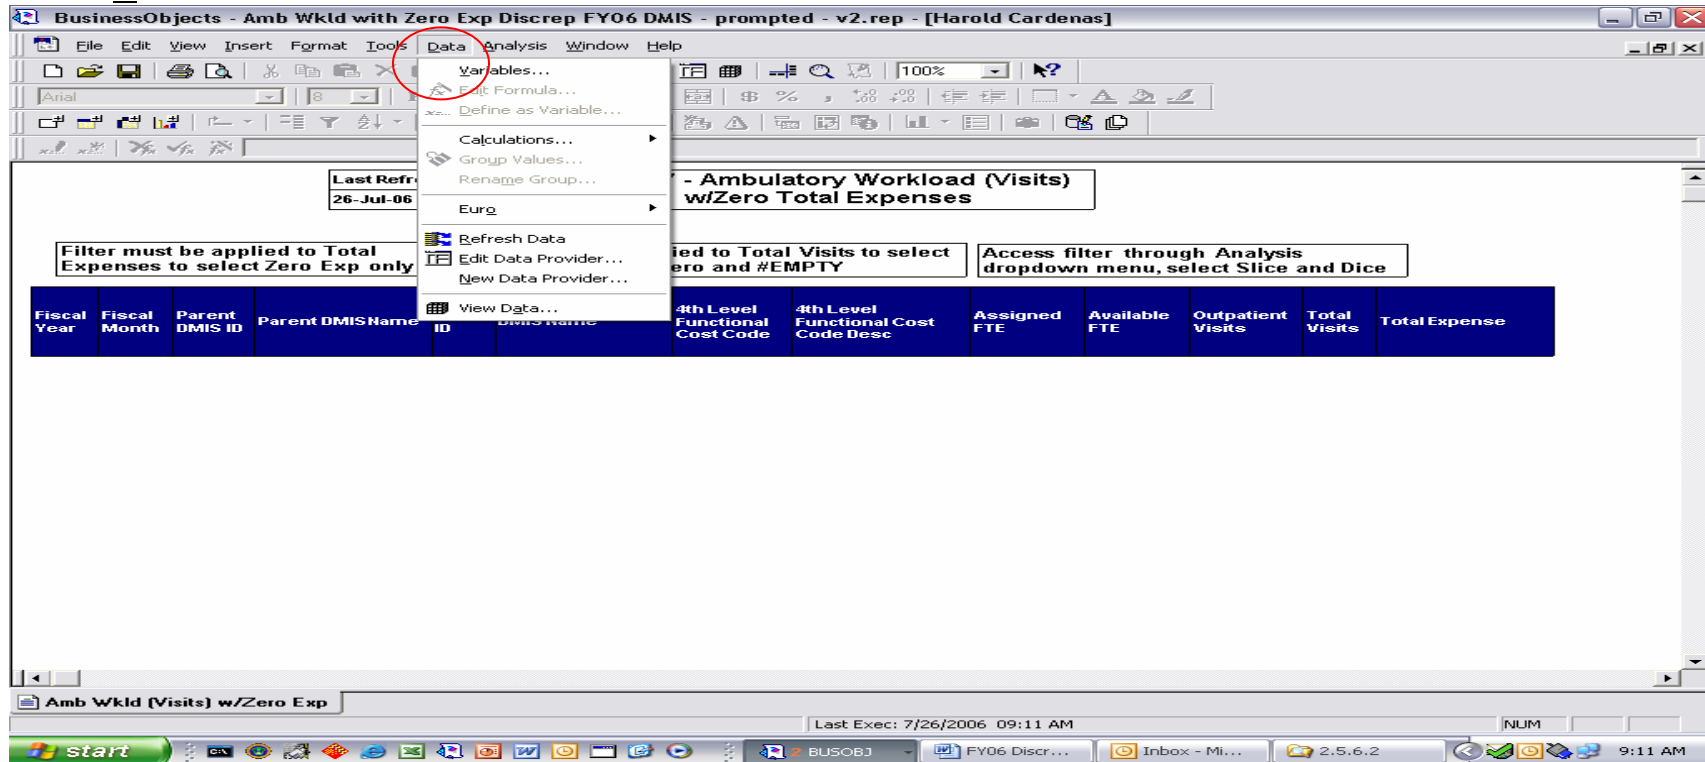 BusinessObjects - Amb Wkld with Zero Exp Discrep FY06 DMIS - prompted - v2.rep - [Harold Cardenas]
File Edit View Insert Format Tools Data Analysis Window Help
100%
Arial 8
Variables...
Edit Formula...
Define as Variable...
Calculations...
Group Values...
Rename Group...
Euro
Refresh Data
Edit Data Provider...
New Data Provider...
View Data...
Last Refr
26-Jul-06
- Ambulatory Workload (Visits)
w/Zero Total Expenses
Filter must be applied to Total
Expenses to select Zero Exp only
ied to Total Visits to select
ero and #EMPTY
Access filter through Analysis
dropdown menu, select Slice and Dice
Fiscal Year
Fiscal Month
Parent DMIS ID
Parent DMIS Name
ID
DMIS Name
4th Level Functional Cost Code
4th Level Functional Cost Code Desc
Assigned FTE
Available FTE
Outpatient Visits
Total Visits
Total Expense
Amb Wkld (Visits) w/Zero Exp
Last Exec: 7/26/2006 09:11 AM
NUM
start
BUSOBJ
FY06 Discr...
Inbox - Mi...
2.5.6.2
9:11 AM